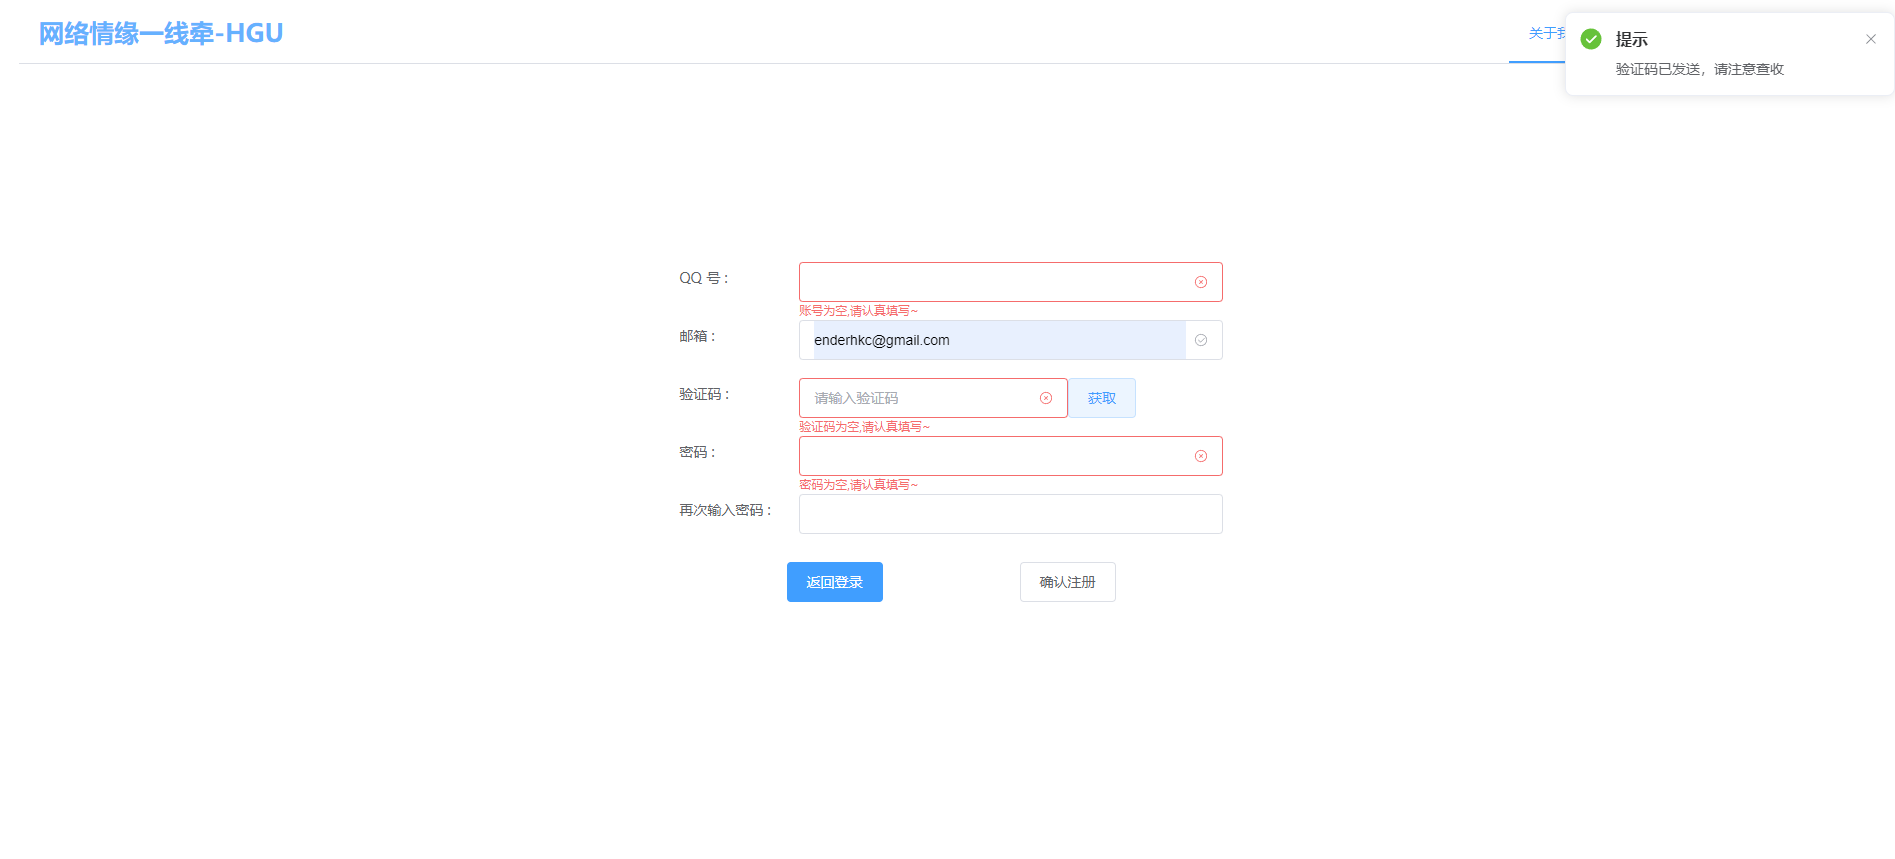 网络情缘一线牵-HGU
关于
提示
验证码已发送，请注意查收
QQ 号 :
账号为空,请认真填写~
邮箱 :
enderhkc@gmail.com
验证码 :
请输入验证码
获取
验证码为空,请认真填写~
密码 :
密码为空,请认真填写~
再次输入密码 :
返回登录
确认注册